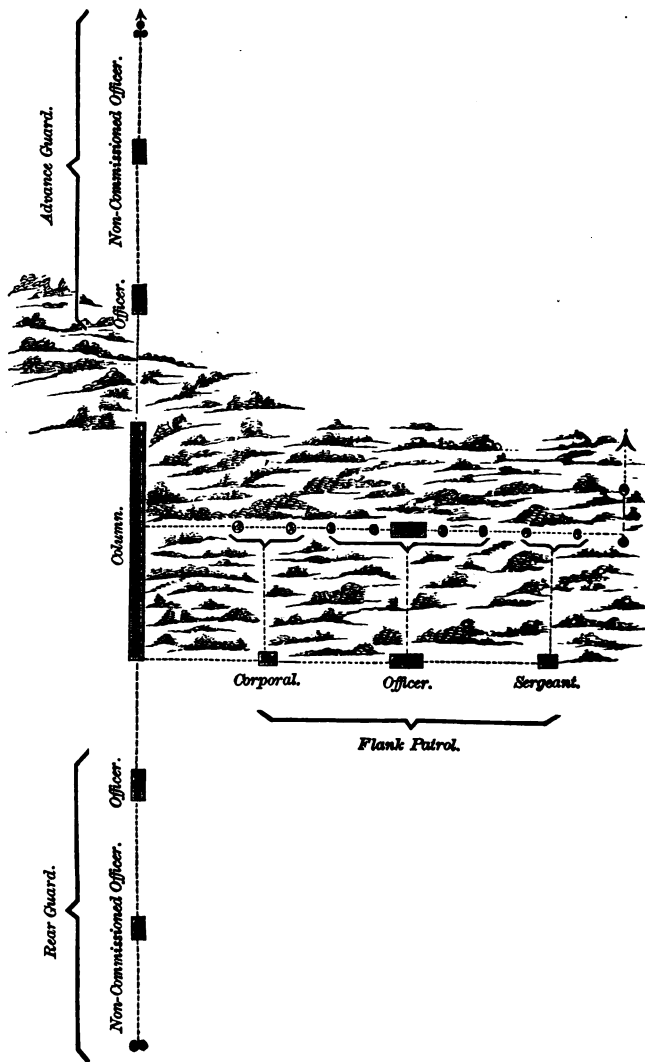 Advance Guard.
Non-Commissioned Officer.
Officer.
Column.
Corporal.
Officer.
Sergeant.
Flank Patrol.
Rear Guard.
Officer.
Non-Commissioned Officer.